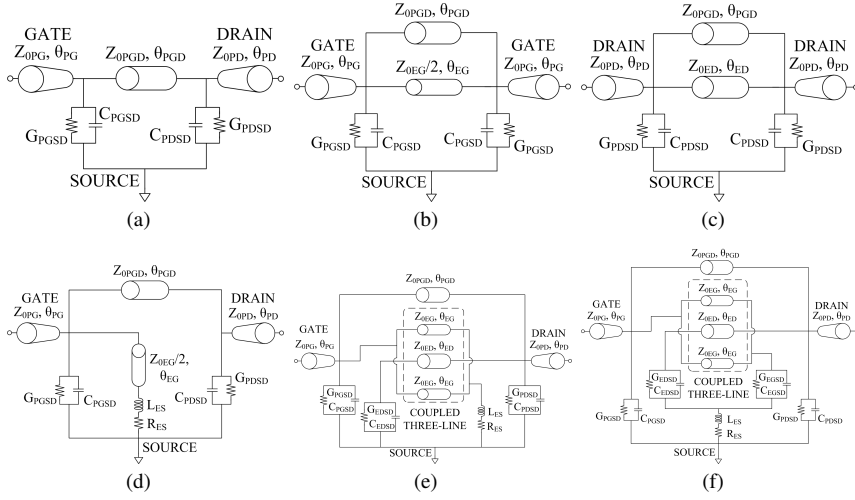 Z0PGD, θPGD
GATE
Z0PG, θPG
Z0PGD, θPGD
DRAIN
Z0PD, θPD
CPGSD
GPGSD
CPDSD
GPDSD
SOURCE
(a)
GATE
Z0PG, θPG
Z0EG/2, θEG
GATE
Z0PG, θPG
GPGSD
CPGSD
CPGSD
GPGSD
SOURCE
(b)
Z0PGD, θPGD
DRAIN
Z0PD, θPD
Z0ED, θED
DRAIN
Z0PD, θPD
GPDSD
CPDSD
CPDSD
GPDSD
SOURCE
(c)
Z0PGD, θPGD
GATE
Z0PG, θPG
DRAIN
Z0PD, θPD
Z0EG/2,
θEG
GPGSD
CPGSD
CPDSD
GPDSD
LES
RES
SOURCE
(d)
Z0PGD, θPGD
Z0EG, θEG
GATE
Z0PG, θPG
Z0ED, θED
DRAIN
Z0PD, θPD
Z0EG, θEG
GPGSD
CPGSD
GEDSD
CEDSD
COUPLED
THREE-LINE
LES
RES
GPDSD
CPDSD
SOURCE
(e)
Z0PGD, θPGD
Z0EG, θEG
GATE
Z0PG, θPG
Z0ED, θED
DRAIN
Z0PD, θPD
Z0EG, θEG
GEDSD
CEDSD
COUPLED
THREE-LINE
GEGSD
CEGSD
GPGSD
CPGSD
LES
RES
GPDSD
CPDSD
SOURCE
(f)